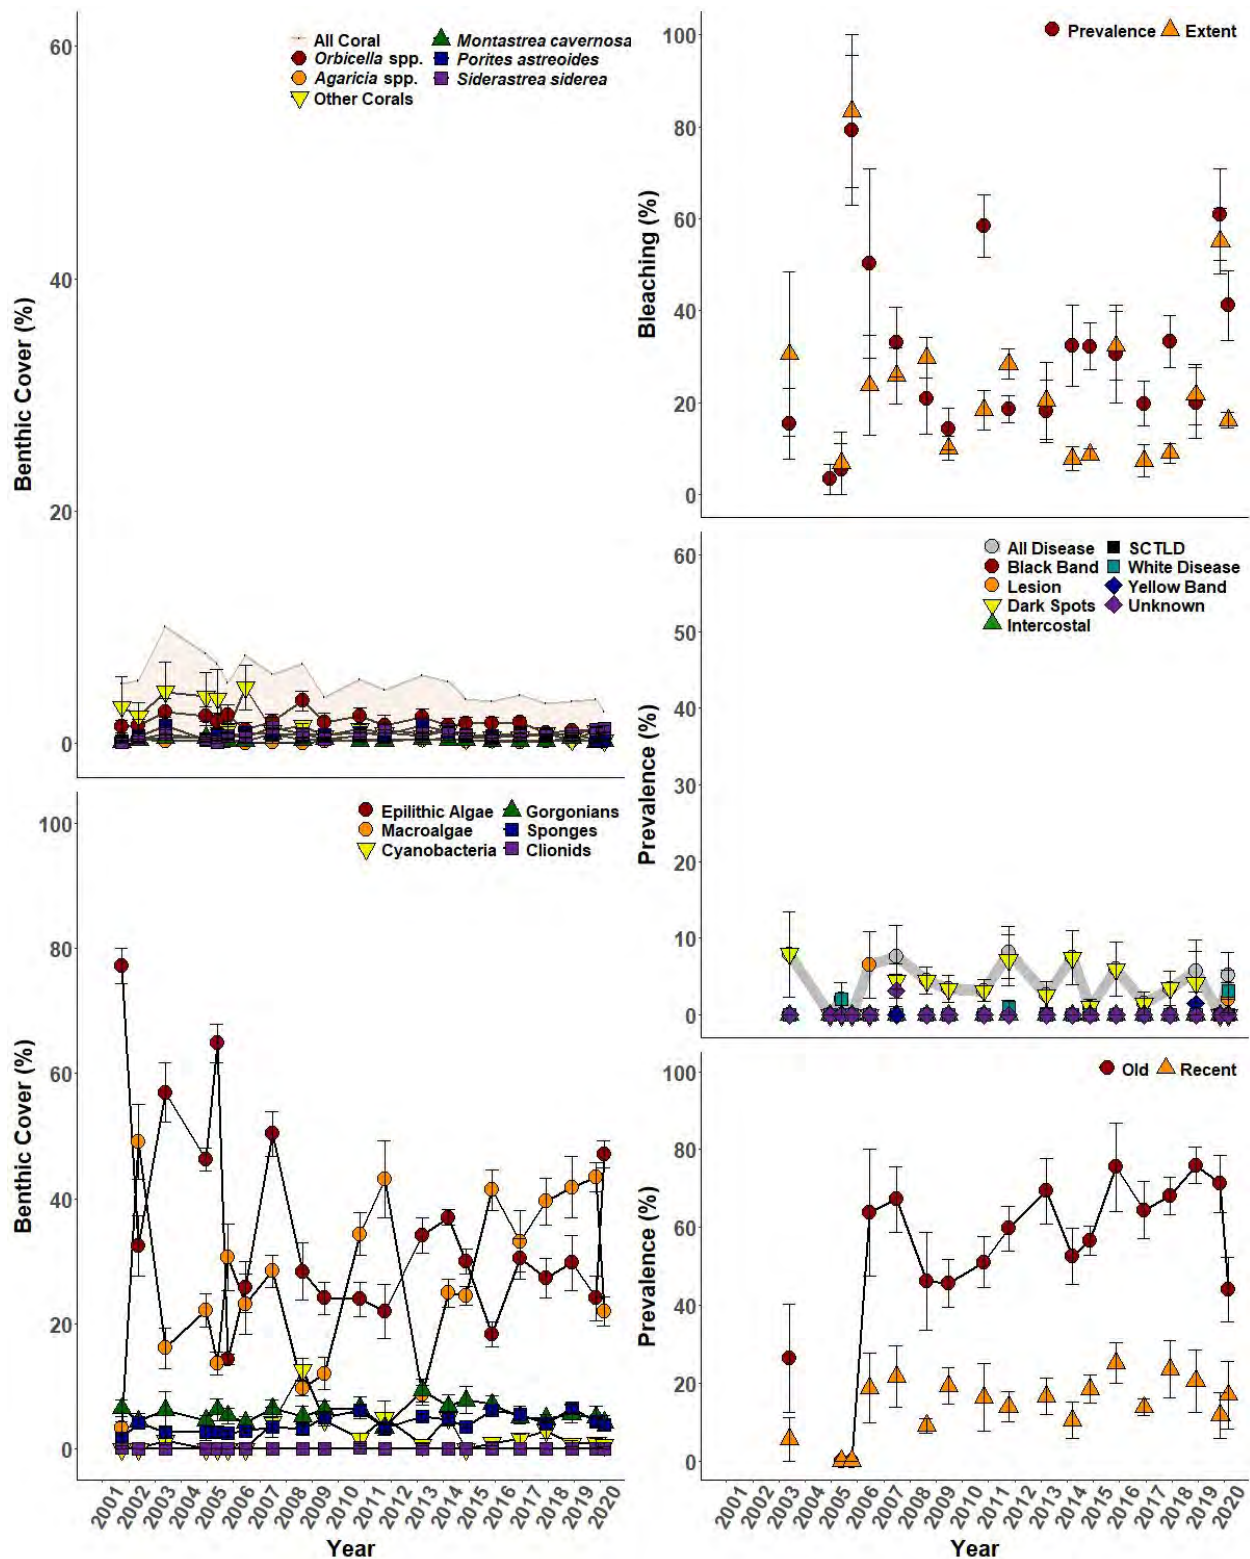 60
40
20
0
Benthic Cover (%)
All Coral
Orbicella spp.
Agaricia spp.
Other Corals
Montastrea cavernosa
Porites astreoides
Siderastrea siderea
100
80
60
40
20
0
Bleaching (%)
Prevalence
Extent
60
50
40
30
20
10
0
Prevalence (%)
All Disease
Black Band
Lesion
Dark Spots
Intercostal
SCTLD
White Disease
Yellow Band
Unknown
100
80
60
40
20
0
Benthic Cover (%)
Epilithic Algae
Macroalgae
Cyanobacteria
Gorgonians
Sponges
Clionids
2001 2002 2003 2004 2005 2006 2007 2008 2009 2010 2011 2012 2013 2014 2015 2016 2017 2018 2019 2020
Year
100
80
60
40
20
0
Prevalence (%)
Old
Recent
2001 2002 2003 2004 2005 2006 2007 2008 2009 2010 2011 2012 2013 2014 2015 2016 2017 2018 2019 2020
Year